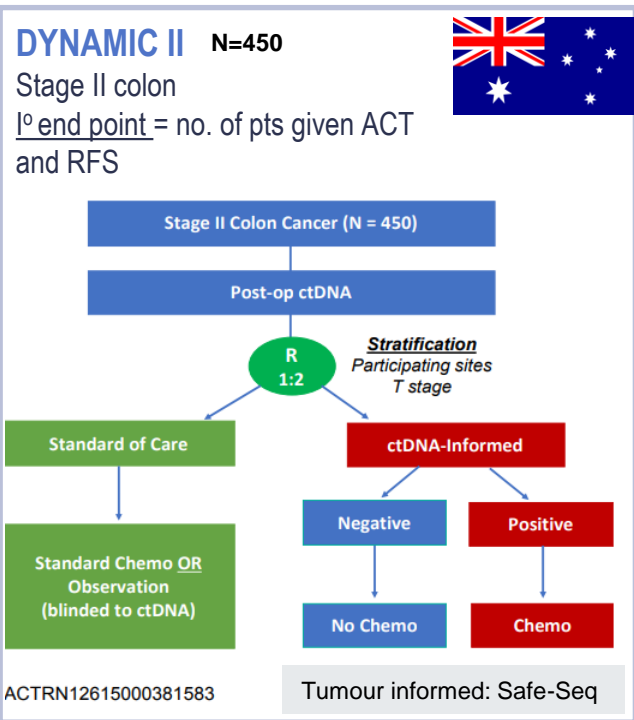 DYNAMIC II N=450
Stage II colon
Iº end point = no. of pts given ACT
and RFS
Stage II Colon Cancer (N = 450)
Post-op ctDNA
R
1:2
Stratification
Participating sites
T stage
Standard of Care
ctDNA-Informed
Negative
Positive
Standard Chemo OR
Observation
(blinded to ctDNA)
No Chemo
Chemo
ACTRN12615000381583
Tumour informed: Safe-Seq